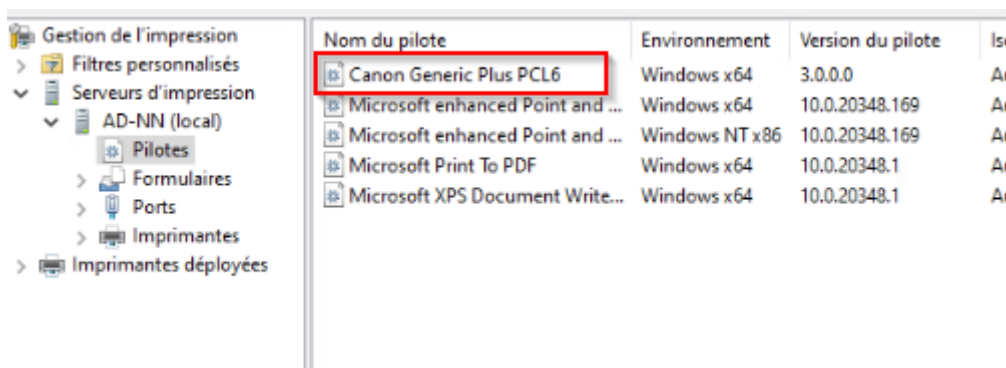 Gestion de l'impression
Filtres personnalisés
Serveurs d'impression
AD-NN (local)
Pilotes
Formulaires
Ports
Imprimantes
Imprimantes déployées
Nom du pilote Environnement Version du pilote
Canon Generic Plus PCL6 Windows x64 3.0.0.0
Microsoft enhanced Point and ... Windows x64 10.0.20348.169
Microsoft enhanced Point and ... Windows NT x86 10.0.20348.169
Microsoft Print To PDF Windows x64 10.0.20348.1
Microsoft XPS Document Write... Windows x64 10.0.20348.1